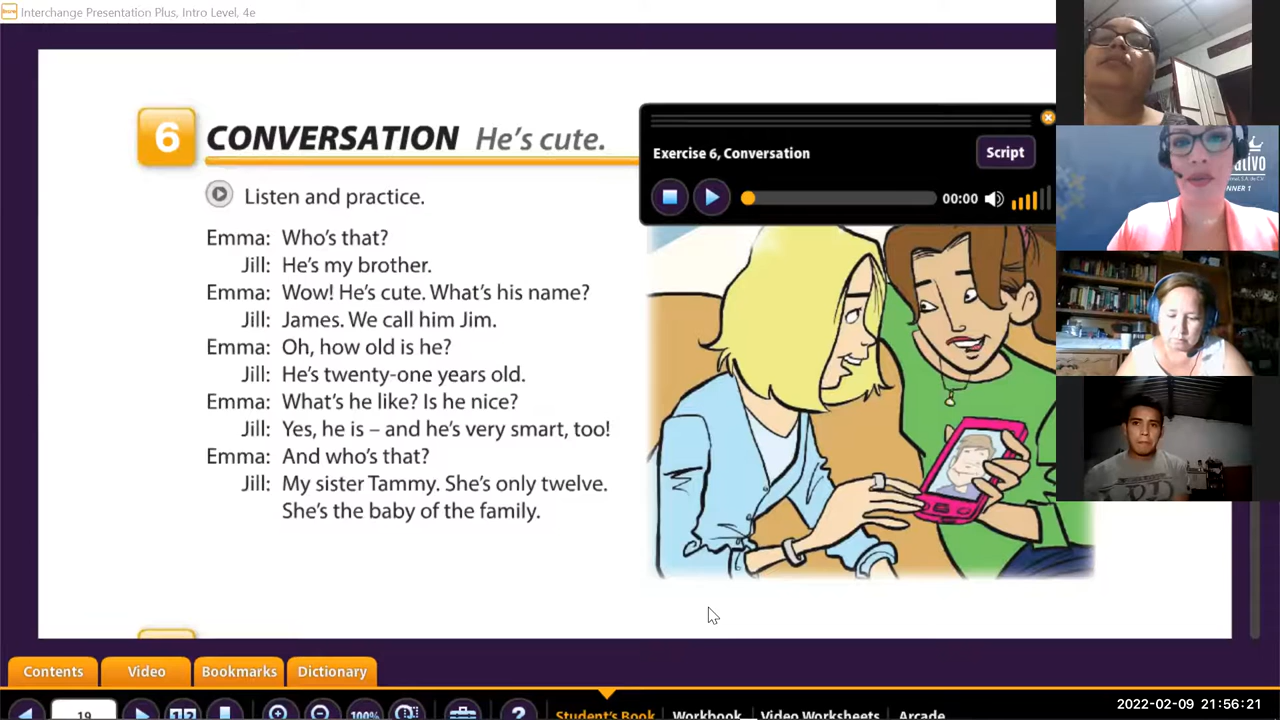 Interchange Presentation Plus, Intro Level, 4e
6 CONVERSATION He's cute.
Listen and practice.
Emma: Who's that?
Jill: He's my brother.
Emma: Wow! He's cute. What's his name?
Jill: James. We call him Jim.
Emma: Oh, how old is he?
Jill: He's twenty-one years old.
Emma: What's he like? Is he nice?
Jill: Yes, he is – and he's very smart, too!
Emma: And who's that?
Jill: My sister Tammy. She's only twelve.
She's the baby of the family.
Exercise 6, Conversation
Script
00:00
Contents Video Bookmarks Dictionary
19 100% ? Student's Book Workbook Video Worksheets Arcade
2022-02-09 21:56:21